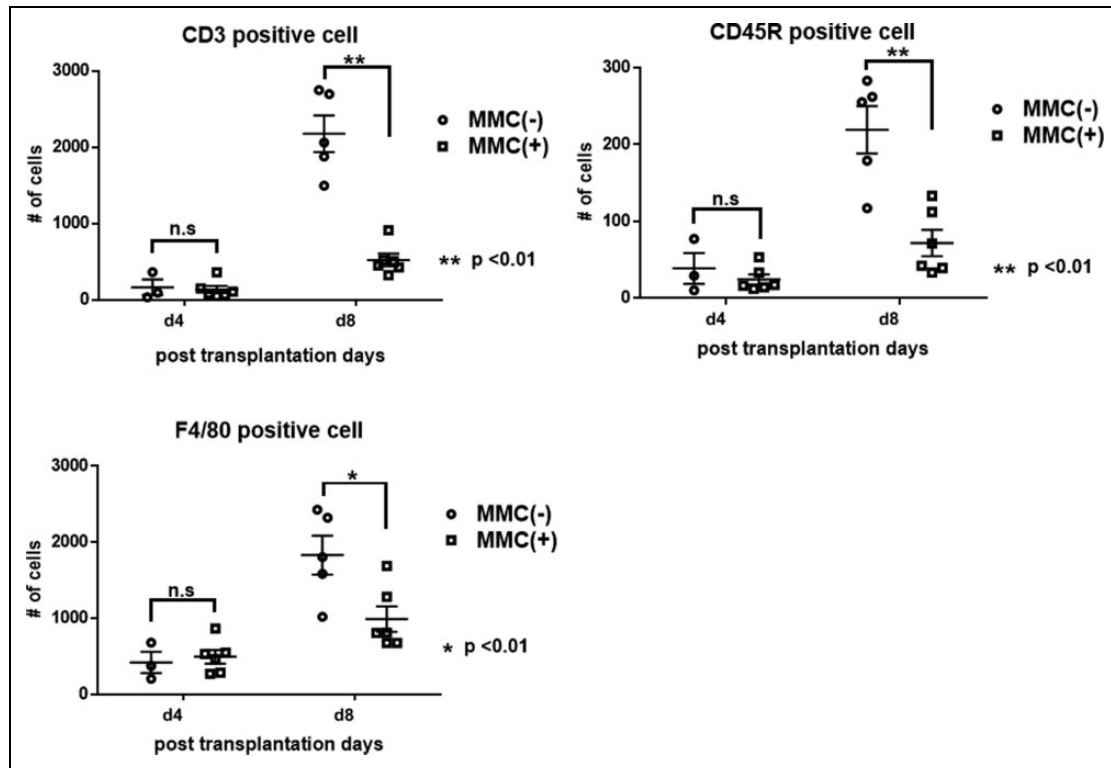 CD3 positive cell
**
3000
2000
1000
0
# of cells
n.s
MMC(-)
MMC(+)
** p <0.01
d4
d8
post transplantation days
CD45R positive cell
**
300
200
100
0
# of cells
n.s
MMC(-)
MMC(+)
** p <0.01
d4
d8
post transplantation days
F4/80 positive cell
*
3000
2000
1000
0
# of cells
n.s
MMC(-)
MMC(+)
* p <0.01
d4
d8
post transplantation days